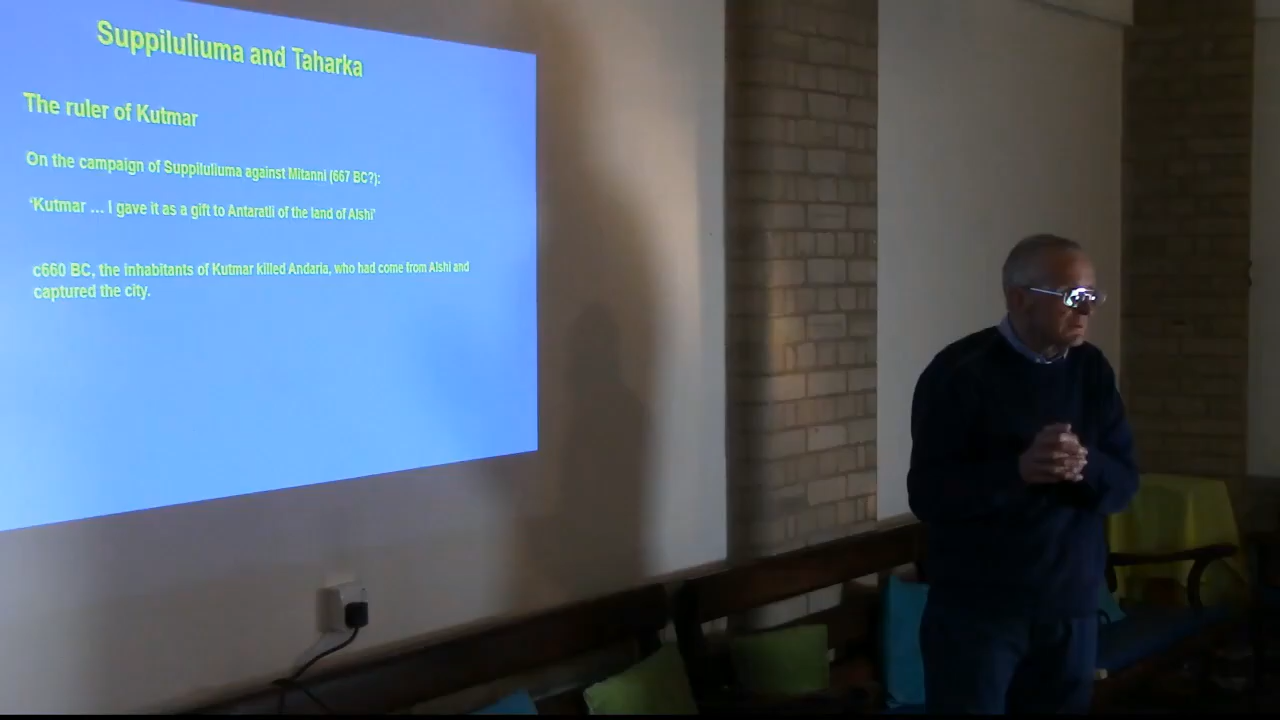 Suppiluliuma and Taharka
The ruler of Kutmar
On the campaign of Suppiluliuma against Mitanni (667 BC?):
‘Kutmar ... I gave it as a gift to Antaratli of the land of Alshi’
c660 BC, the inhabitants of Kutmar killed Andaria, who had come from Alshi and
captured the city.